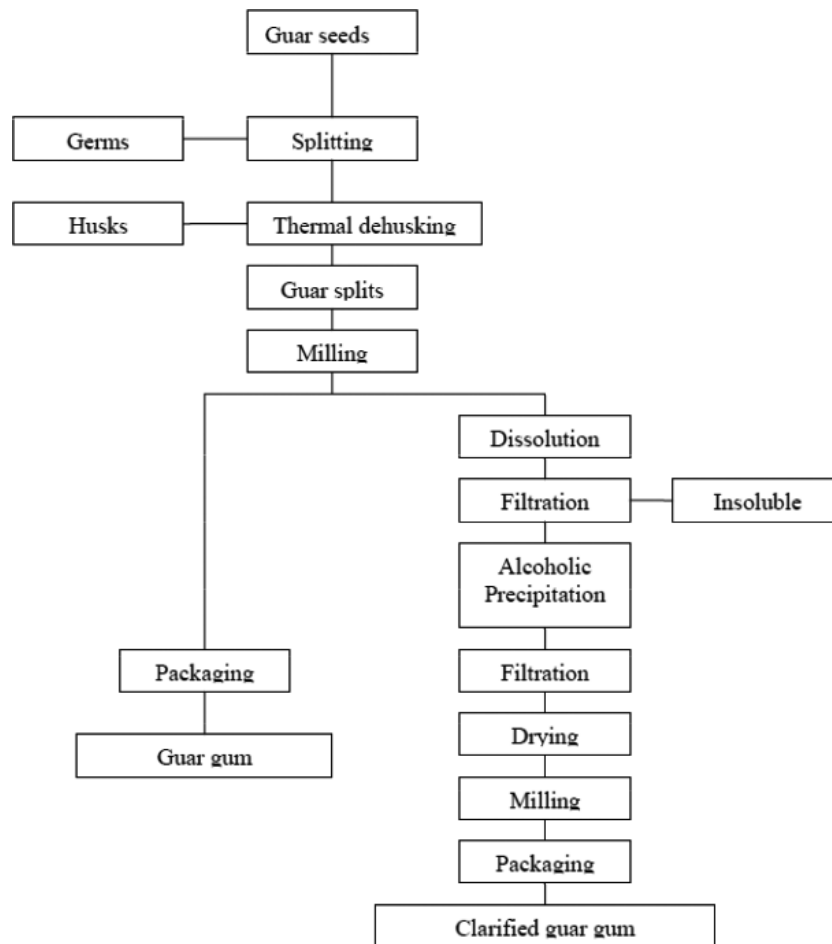 Guar seeds
Germs
Splitting
Husks
Thermal dehusking
Guar splits
Milling
Dissolution
Filtration
Insoluble
Alcoholic
Precipitation
Packaging
Filtration
Guar gum
Drying
Milling
Packaging
Clarified guar gum